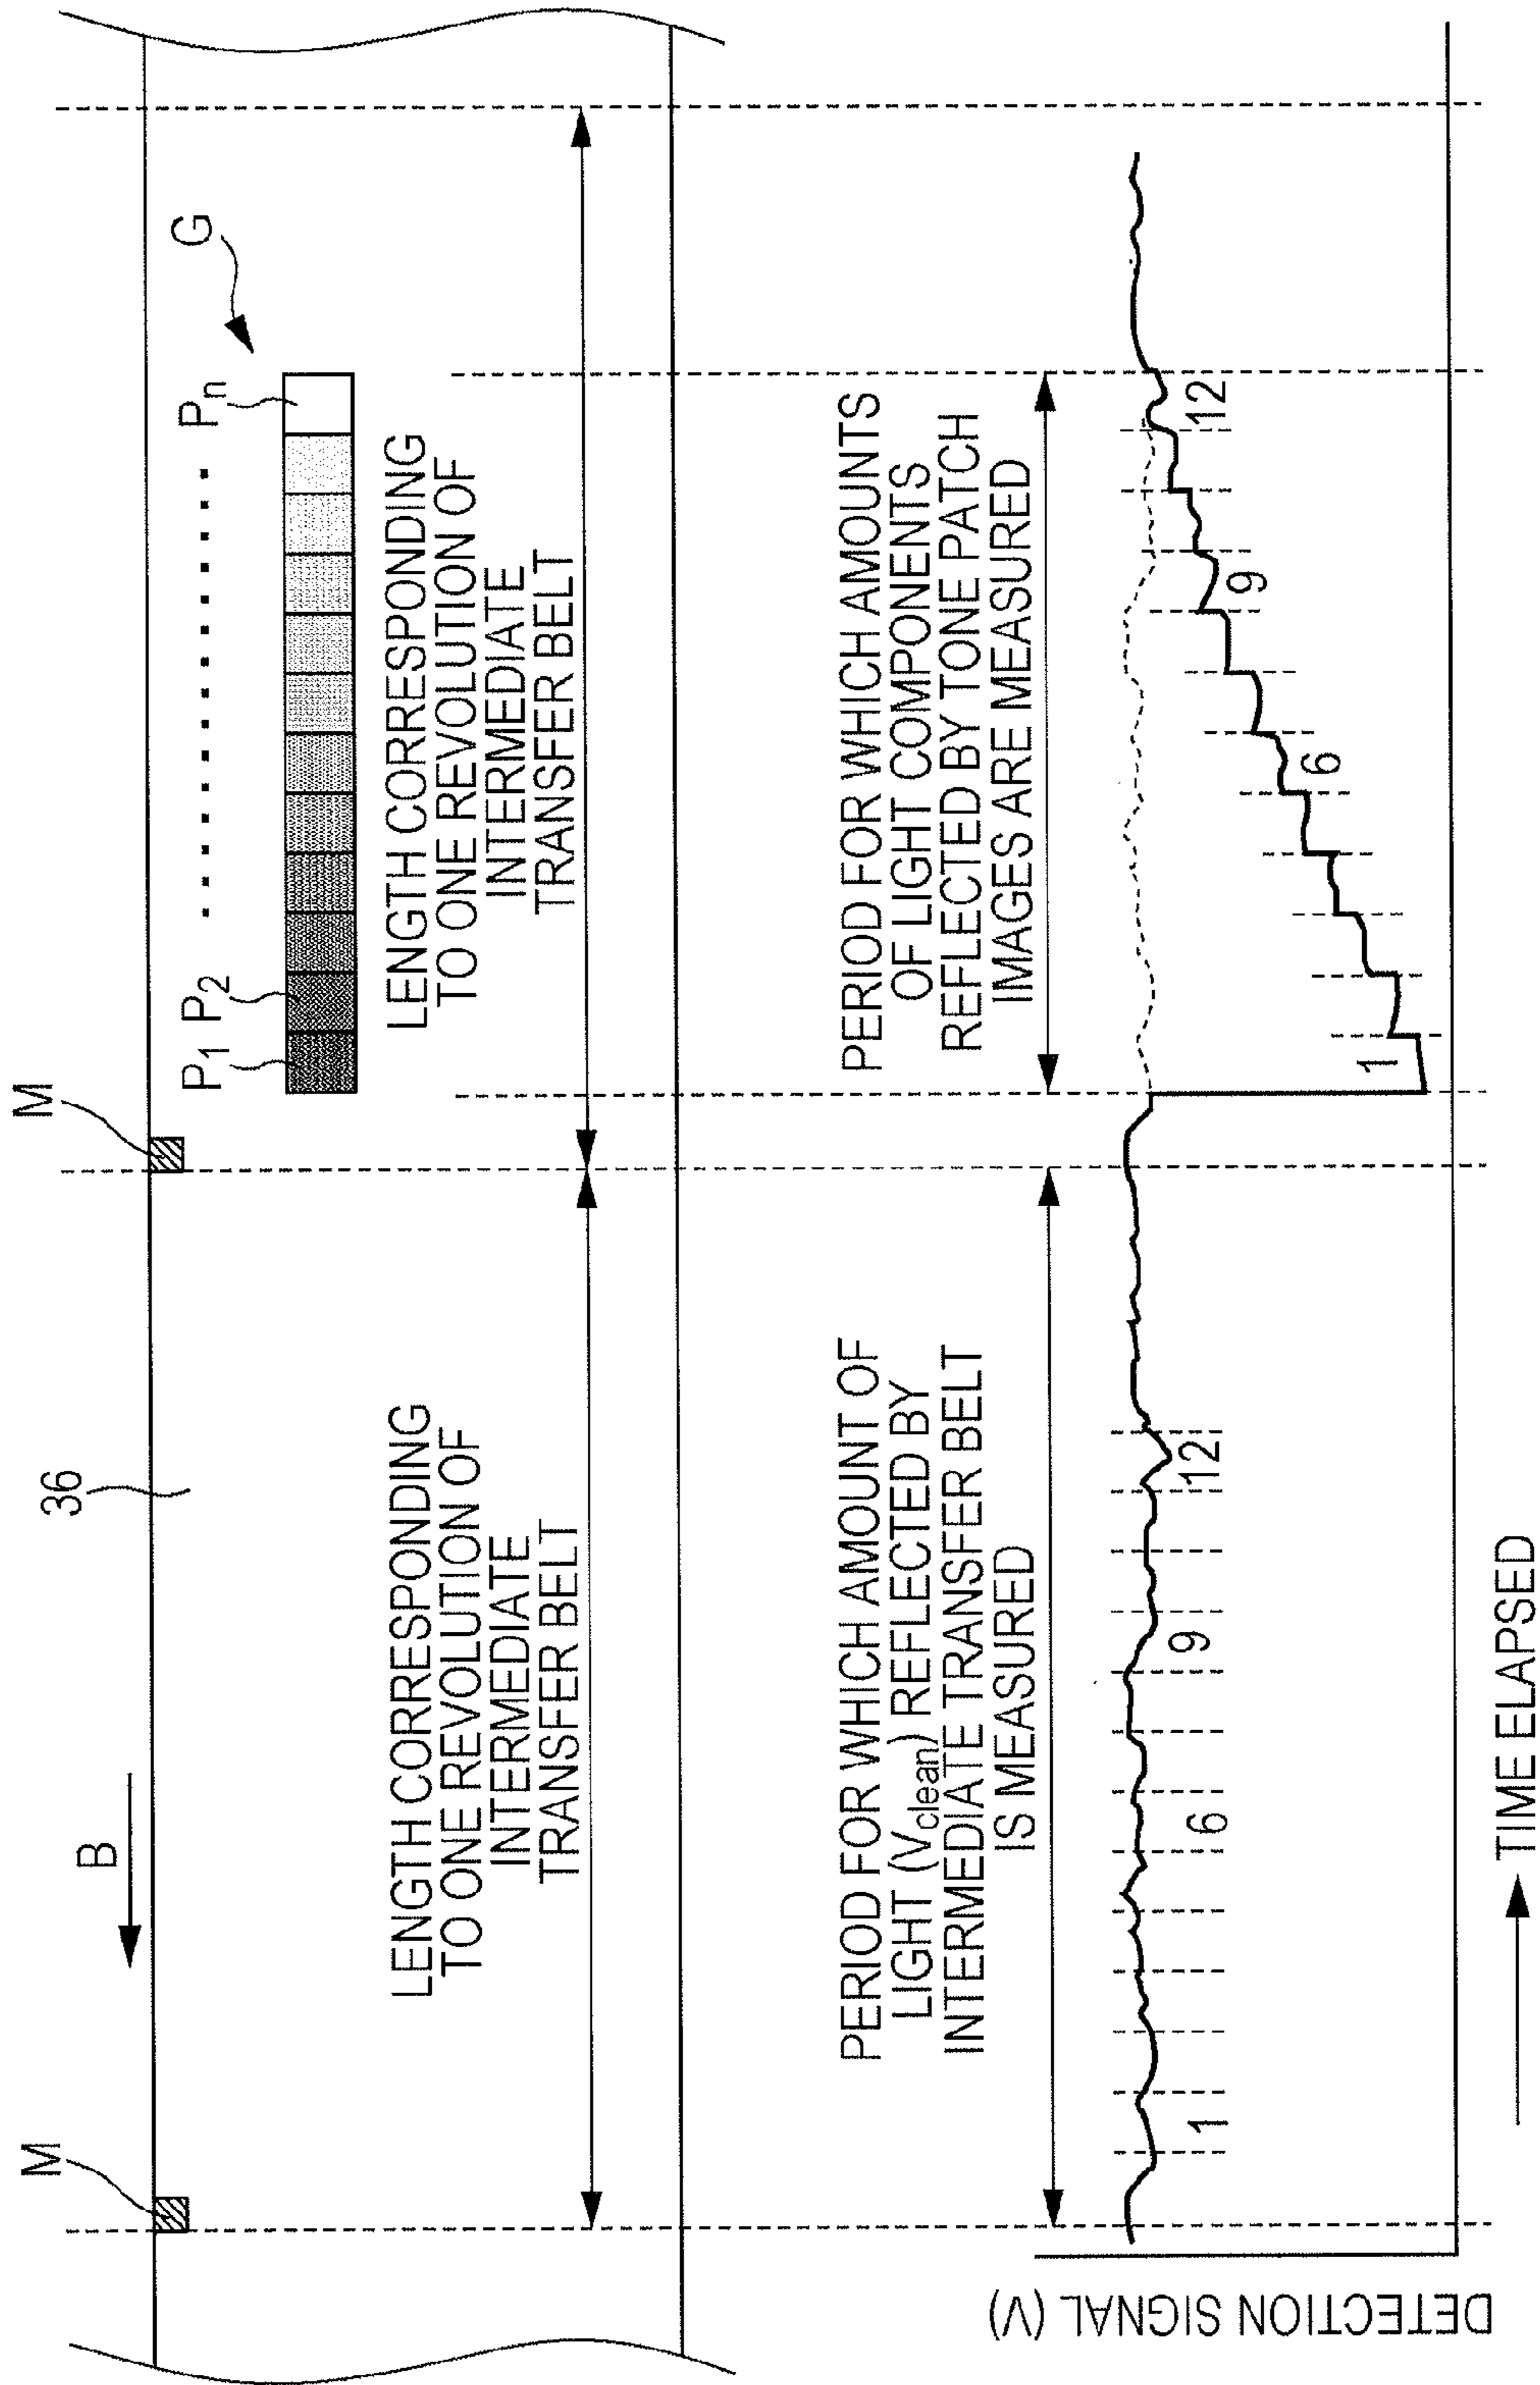 M
B
36
M
P1 P2
Pn
G
LENGTH CORRESPONDING
TO ONE REVOLUTION OF
INTERMEDIATE
TRANSFER BELT
LENGTH CORRESPONDING
TO ONE REVOLUTION OF
INTERMEDIATE
TRANSFER BELT
PERIOD FOR WHICH AMOUNT OF
LIGHT (Vclean) REFLECTED BY
INTERMEDIATE TRANSFER BELT
IS MEASURED
PERIOD FOR WHICH AMOUNTS
OF LIGHT COMPONENTS
REFLECTED BY TONE PATCH
IMAGES ARE MEASURED
DETECTION SIGNAL (V)
1
6
9
12
1
6
9
12
TIME ELAPSED